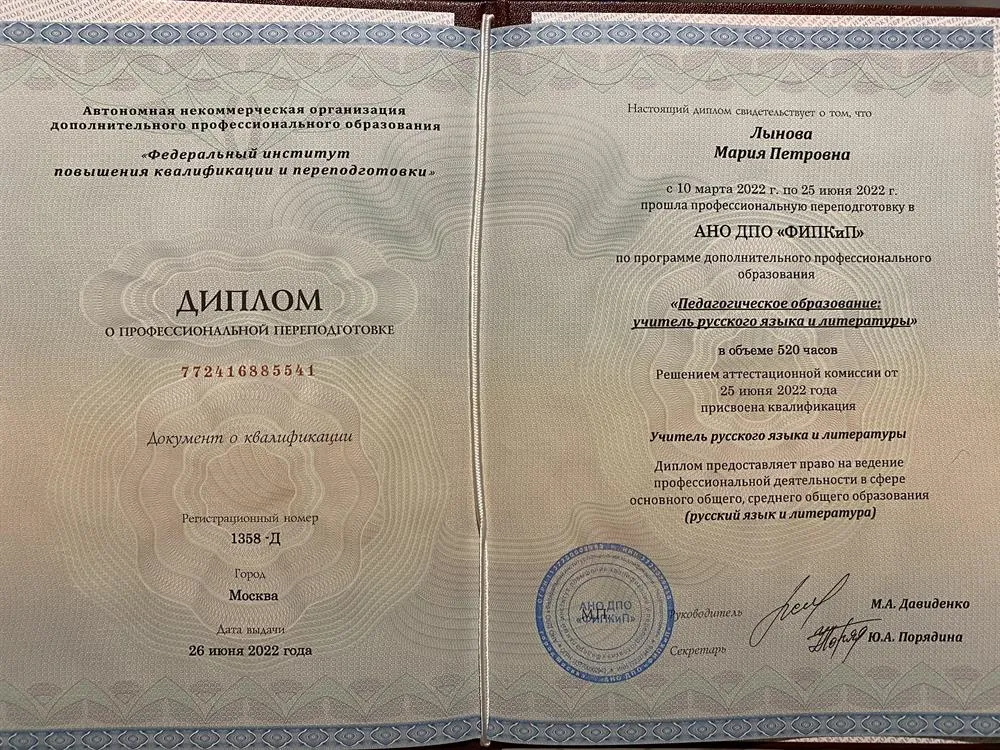 Автономная некоммерческая организация
дополнительного профессионального образования
«Федеральный институт
повышения квалификации и переподготовки»
ДИПЛОМ
О ПРОФЕССИОНАЛЬНОЙ ПЕРЕПОДГОТОВКЕ
772416885541
Документ о квалификации
Регистрационный номер
1358 -Д
Город
Москва
Дата выдачи
26 июня 2022 года
Настоящий диплом свидетельствует о том, что
Лынова
Мария Петровна
с 10 марта 2022 г. по 25 июня 2022 г.
прошла профессиональную переподготовку в
АНО ДПО «ФИПКиП»
по программе дополнительного профессионального
образования
«Педагогическое образование:
учитель русского языка и литературы»
в объеме 520 часов
Решением аттестационной комиссии от
25 июня 2022 года
присвоена квалификация
Учитель русского языка и литературы
Диплом предоставляет право на ведение
профессиональной деятельности в сфере
основного общего, среднего общего образования
(русский язык и литература)
АНО ДПО
«ФИПКиП»
М.П.
Руководитель
М.А. Давиденко
Секретарь
Ю.А. Порядина